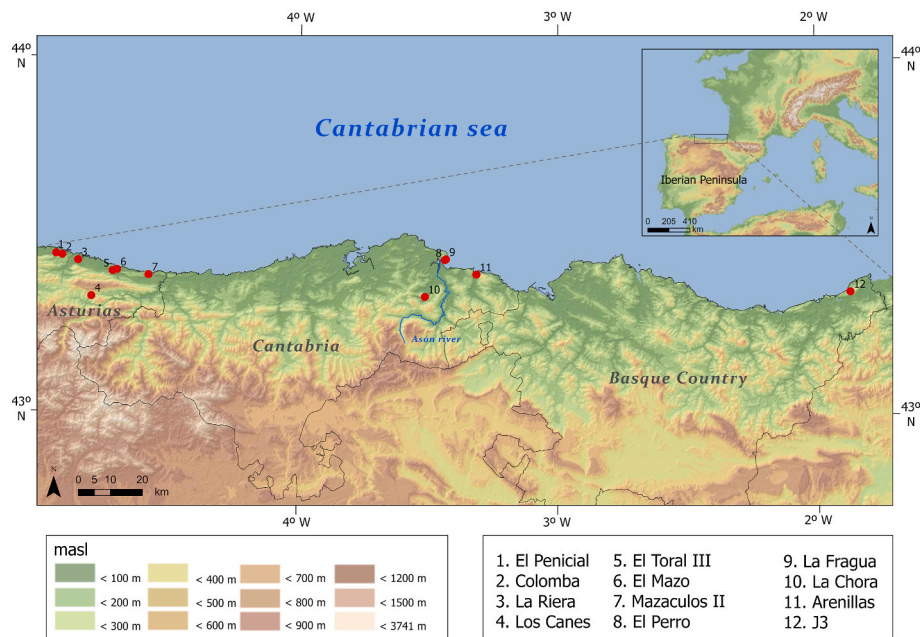 4º W
3º W
2º W
44º
N
44º
N
Cantabrian sea
Iberian Peninsula
0 205 410
km
N
1
2
3
4
5
6
7
8
9
10
11
12
Asturias
Cantabria
Asón river
Basque Country
43º
N
43º
N
N
0 5 10 20
km
4º W
3º W
2º W
masl
< 100 m
< 200 m
< 300 m
< 400 m
< 500 m
< 600 m
< 700 m
< 800 m
< 900 m
< 1200 m
< 1500 m
< 3741 m
1. El Penicial
2. Colomba
3. La Riera
4. Los Canes
5. El Toral III
6. El Mazo
7. Mazaculos II
8. El Perro
9. La Fragua
10. La Chora
11. Arenillas
12. J3